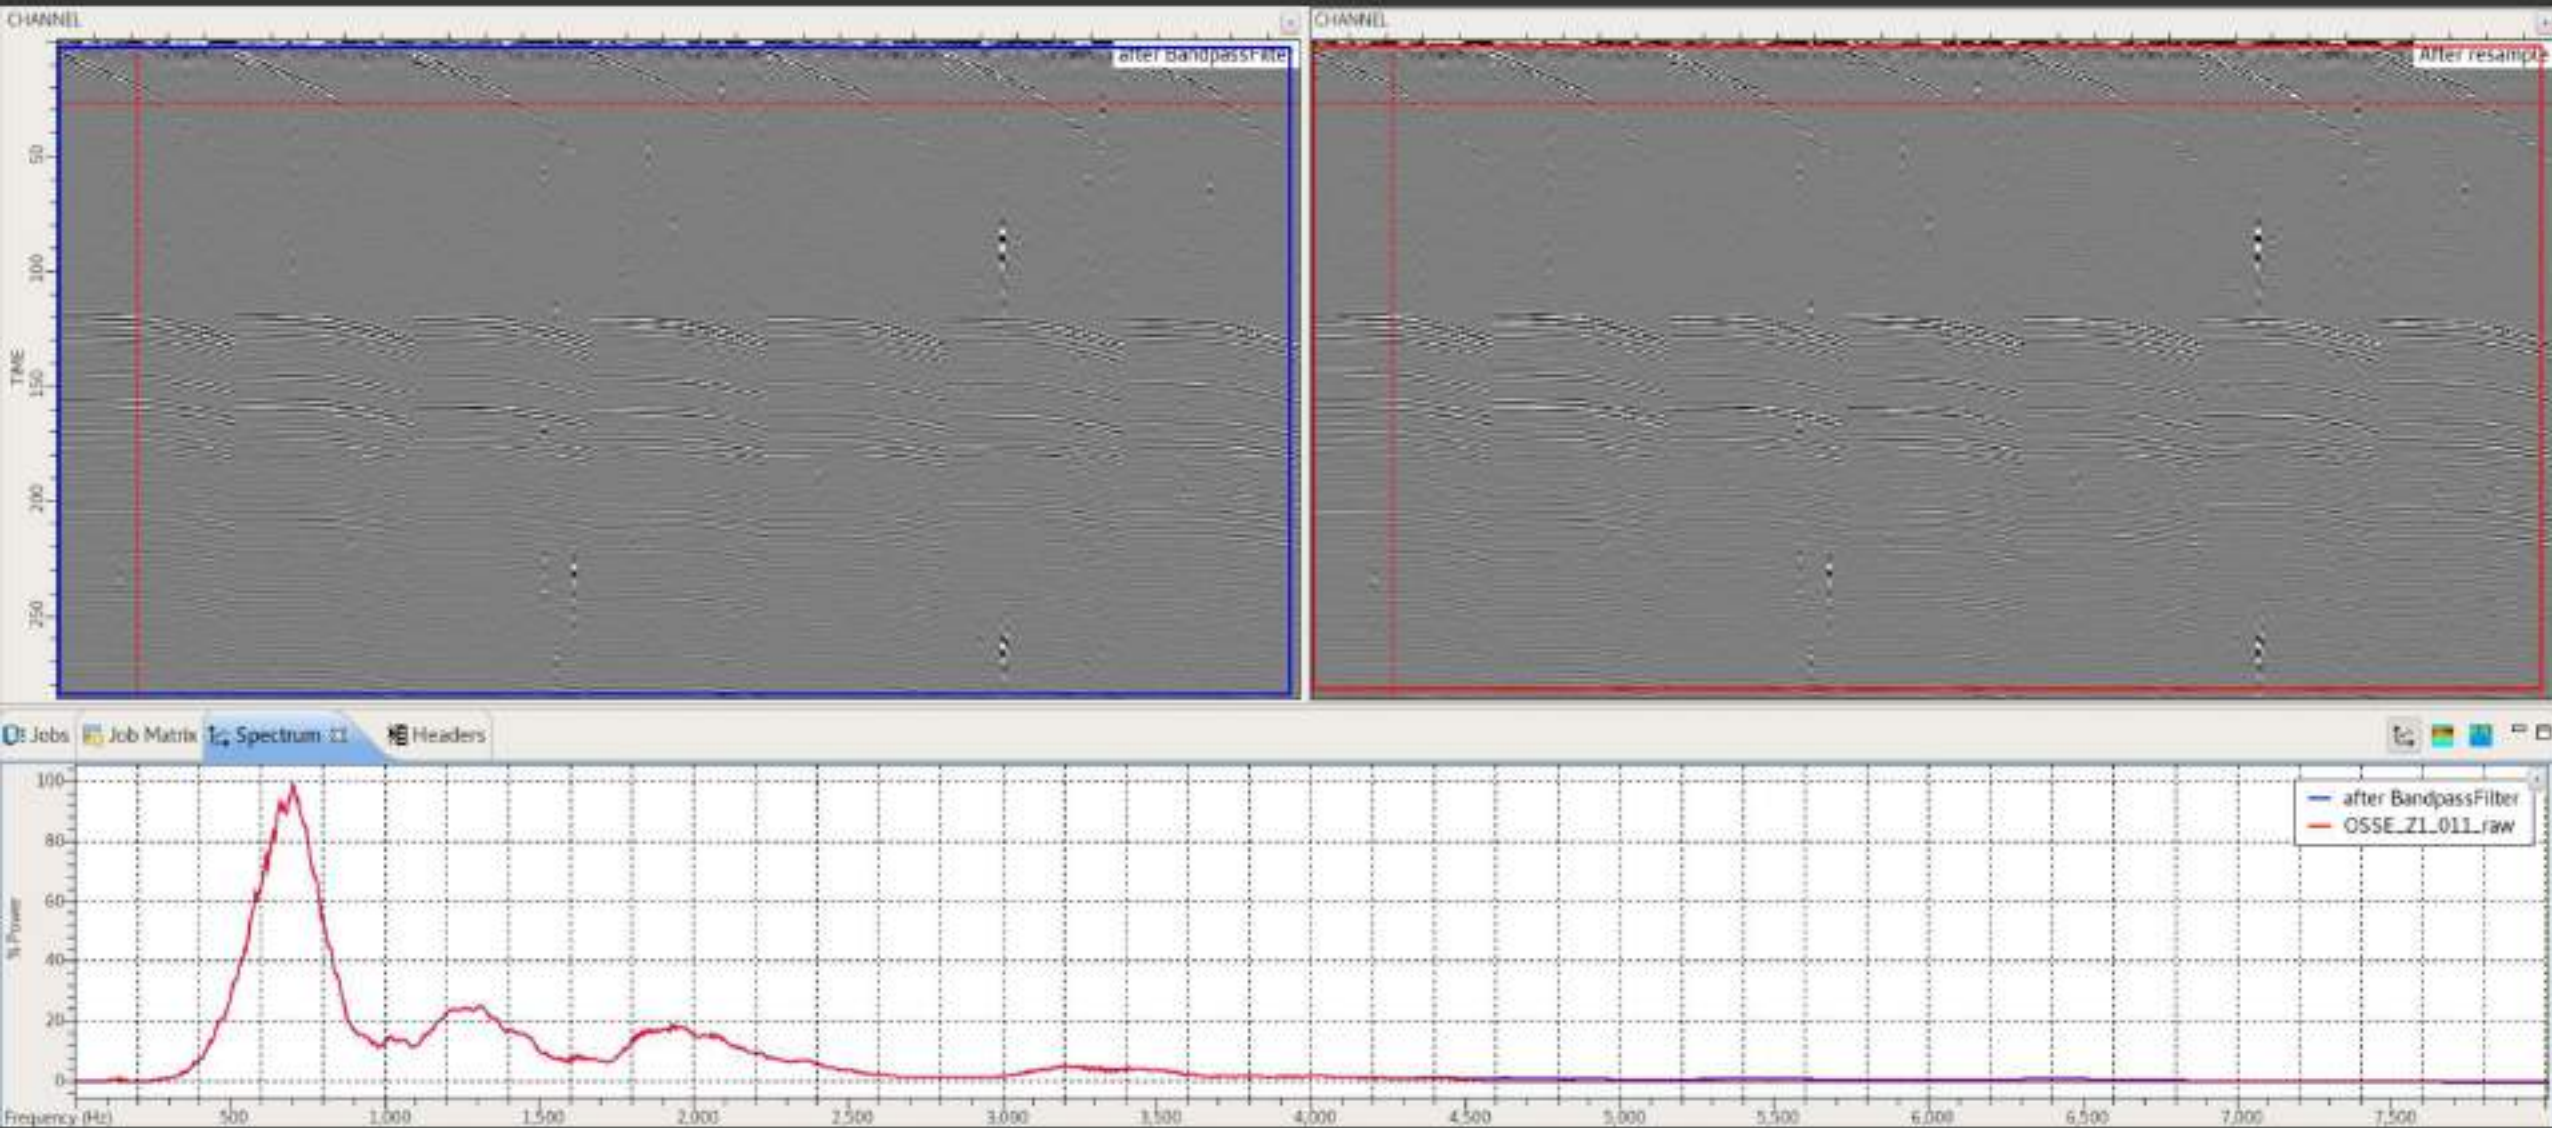 CHANNEL
CHANNEL
after BandpassFilte
After resample
TIME
50
100
150
200
250
Jobs
Job Matrix
Spectrum
Headers
% Power
100
80
60
40
20
0
after BandpassFilter
OSSE_Z1_011_raw
Frequency (Hz)
500 1,000 1,500 2,000 2,500 3,000 3,500 4,000 4,500 5,000 5,500 6,000 6,500 7,000 7,500